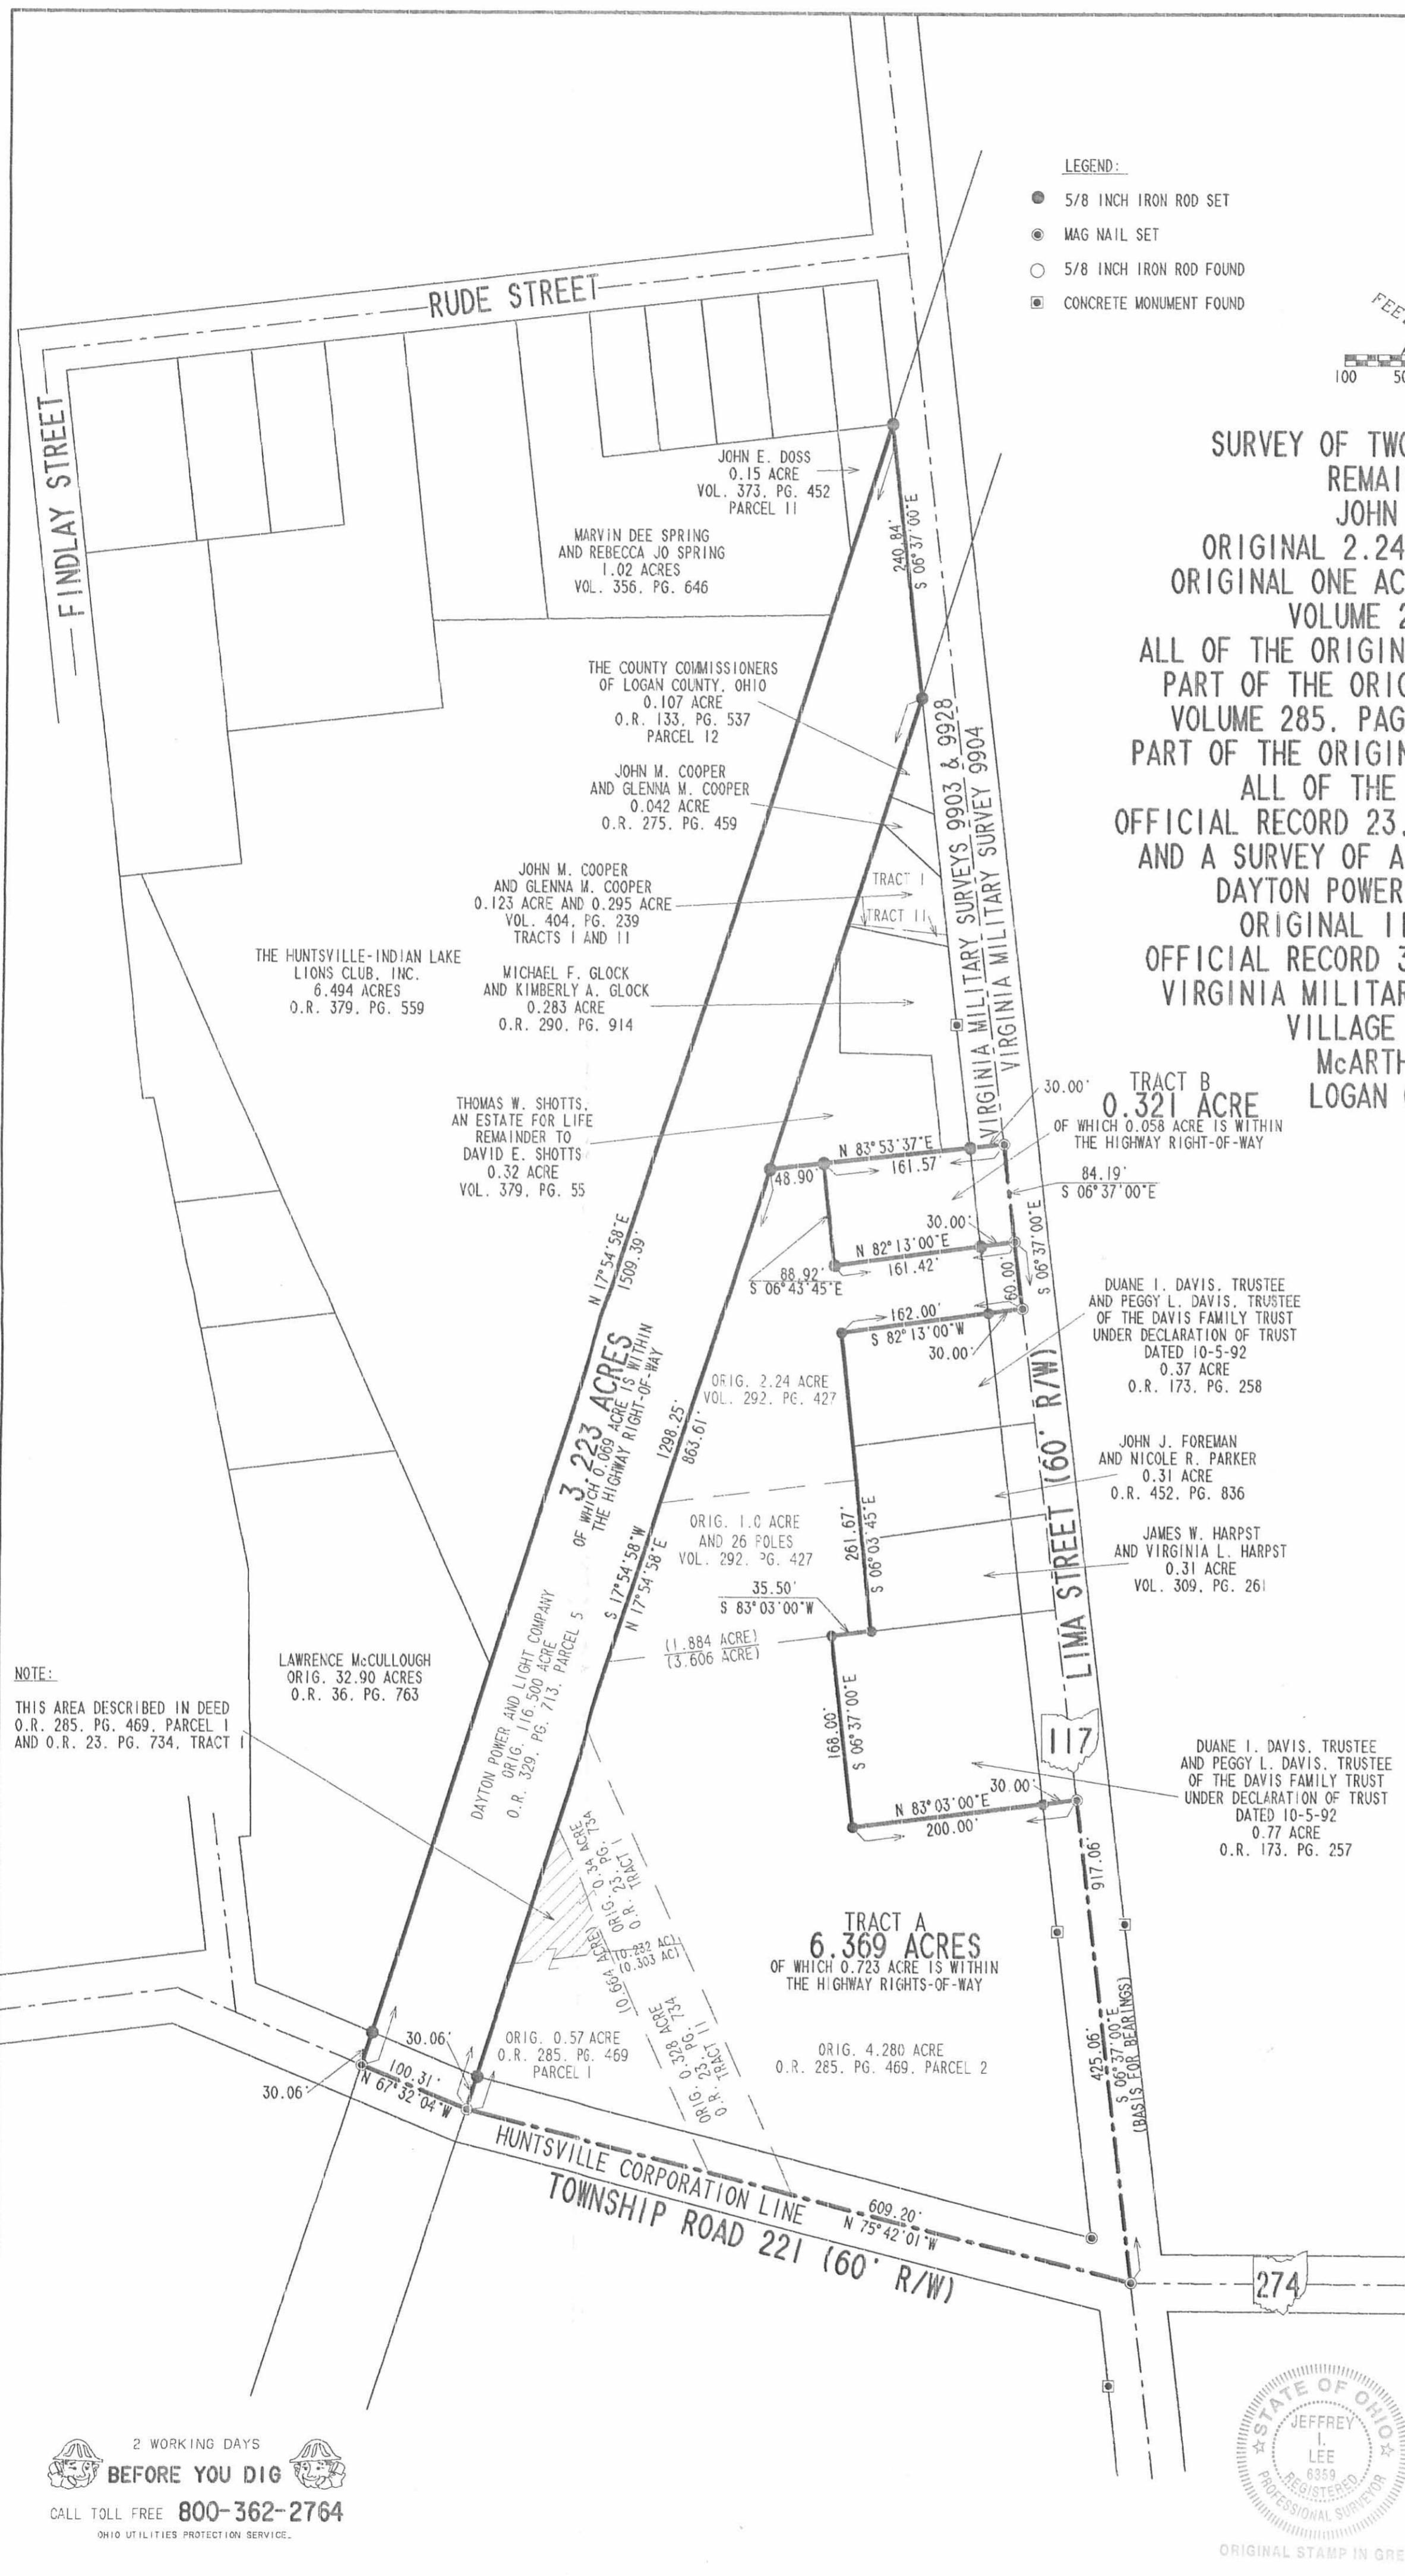 LEGEND:
5/8 INCH IRON ROD SET
MAG NAIL SET
5/8 INCH IRON ROD FOUND
CONCRETE MONUMENT FOUND
100
RUDE STREET
FINDLAY STREET
SURVEY OF TWO
REMAI
JOHN
ORIGINAL 2.24
ORIGINAL ONE AC
VOLUME 2
ALL OF THE ORIGIN
PART OF THE ORIG
VOLUME 285, PAG
PART OF THE ORIGIN
ALL OF THE
OFFICIAL RECORD 23,
AND A SURVEY OF A
DAYTON POWER
ORIGINAL 11
OFFICIAL RECORD 3
VIRGINIA MILITAR
VILLAGE
McARTH
LOGAN
JOHN E. DOSS
0.15 ACRE
VOL. 373, PG. 452
PARCEL 11
240.84'
S 06°37'00"E
MARVIN DEE SPRING
AND REBECCA JO SPRING
1.02 ACRES
VOL. 356, PG. 646
THE COUNTY COMMISSIONERS
OF LOGAN COUNTY, OHIO
0.107 ACRE
O.R. 133, PG. 537
PARCEL 12
JOHN M. COOPER
AND GLENNA M. COOPER
0.042 ACRE
O.R. 275, PG. 459
JOHN M. COOPER
AND GLENNA M. COOPER
0.123 ACRE AND 0.295 ACRE
VOL. 404, PG. 239
TRACTS I AND II
TRACT I
TRACT II
VIRGINIA MILITARY SURVEYS 9903 & 9928
VIRGINIA MILITARY SURVEY 9904
THE HUNTSVILLE-INDIAN LAKE
LIONS CLUB, INC.
6.494 ACRES
O.R. 379, PG. 559
MICHAEL F. GLOCK
AND KIMBERLY A. GLOCK
0.283 ACRE
O.R. 290, PG. 914
THOMAS W. SHOTTS,
AN ESTATE FOR LIFE
REMAINDER TO
DAVID E. SHOTTS
0.32 ACRE
VOL. 379, PG. 55
30.00'
TRACT B
0.321 ACRE
OF WHICH 0.058 ACRE IS WITHIN
THE HIGHWAY RIGHT-OF-WAY
N 83°53'37"E
161.57'
48.90'
84.19'
S 06°37'00"E
30.00'
N 82°13'00"E
161.42'
88.92'
S 06°43'45"E
60.00'
S 06°37'00"E
162.00'
S 82°13'00"W
30.00'
DUANE I. DAVIS, TRUSTEE
AND PEGGY L. DAVIS, TRUSTEE
OF THE DAVIS FAMILY TRUST
UNDER DECLARATION OF TRUST
DATED 10-5-92
0.37 ACRE
O.R. 173, PG. 258
N 17°54'58"E
1509.39'
3.223 ACRES
OF WHICH 0.069 ACRE IS WITHIN
THE HIGHWAY RIGHT-OF-WAY
1298.25'
863.61'
S 17°54'58"W
N 17°54'58"E
ORIG. 2.24 ACRE
VOL. 292, PG. 427
JOHN J. FOREMAN
AND NICOLE R. PARKER
0.31 ACRE
O.R. 452, PG. 836
ORIG. 1.0 ACRE
AND 26 POLES
VOL. 292, PG. 427
261.67'
S 06°03'45"E
JAMES W. HARPST
AND VIRGINIA L. HARPST
0.31 ACRE
VOL. 309, PG. 261
35.50'
S 83°03'00"W
(1.884 ACRE)
(3.606 ACRE)
LIMA STREET (60' R/W)
117
DAYTON POWER AND LIGHT COMPANY
ORIG. 116.500 ACRE
O.R. 329, PG. 713, PARCEL 5
LAWRENCE McCULLOUGH
ORIG. 32.90 ACRES
O.R. 36, PG. 763
NOTE:
THIS AREA DESCRIBED IN DEED
O.R. 285, PG. 469, PARCEL 1
AND O.R. 23, PG. 734, TRACT I
168.00'
S 06°37'00"E
30.00'
N 83°03'00"E
200.00'
DUANE I. DAVIS, TRUSTEE
AND PEGGY L. DAVIS, TRUSTEE
OF THE DAVIS FAMILY TRUST
UNDER DECLARATION OF TRUST
DATED 10-5-92
0.77 ACRE
O.R. 173, PG. 257
917.06'
ORIG. 0.34 ACRE
O.R. 23, PG. 734
TRACT I
(0.664 ACRE)
(0.232 AC)
(0.303 AC)
ORIG. 0.328 ACRE
O.R. 23, PG. 734
TRACT II
TRACT A
6.369 ACRES
OF WHICH 0.723 ACRE IS WITHIN
THE HIGHWAY RIGHTS-OF-WAY
ORIG. 4.280 ACRE
O.R. 285, PG. 469, PARCEL 2
425.06'
S 06°37'00"E
(BASIS FOR BEARINGS)
ORIG. 0.57 ACRE
O.R. 285, PG. 469
PARCEL 1
30.06'
100.31'
N 67°32'04"W
30.06'
HUNTSVILLE CORPORATION LINE
TOWNSHIP ROAD 221 (60' R/W)
609.20'
N 75°42'01"W
274
2 WORKING DAYS
BEFORE YOU DIG
CALL TOLL FREE 800-362-2764
OHIO UTILITIES PROTECTION SERVICE.
STATE OF OHIO
JEFFREY
I.
LEE
6359
REGISTERED
PROFESSIONAL SURVEYOR
ORIGINAL STAMP IN GRE